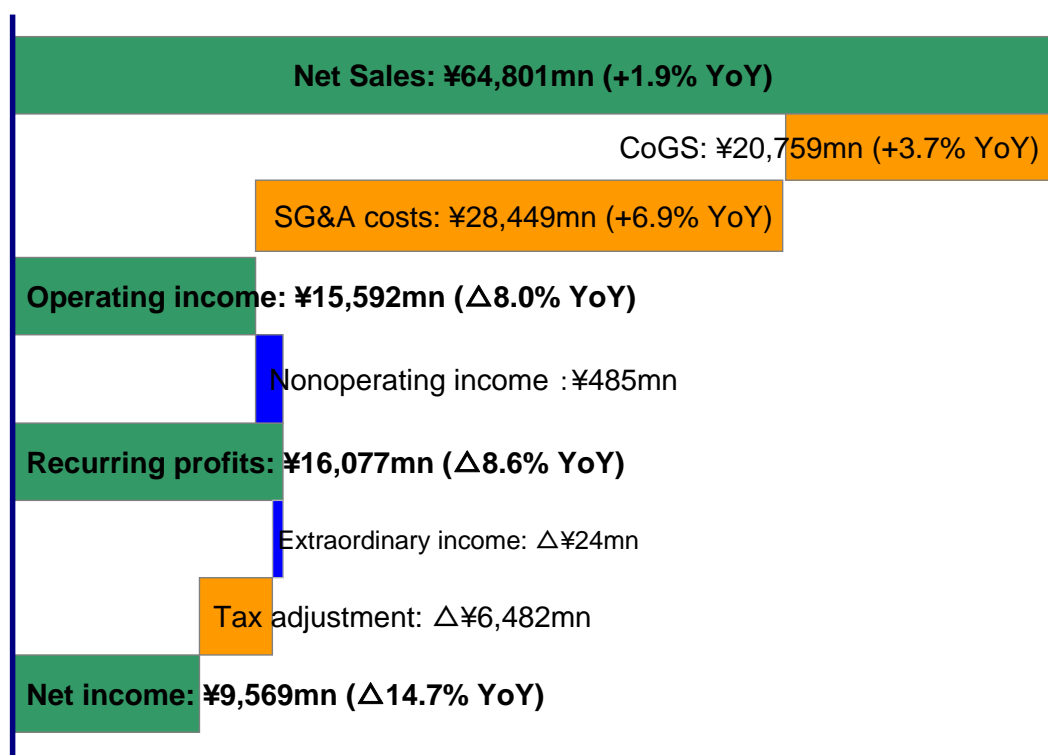 Net Sales: ¥64,801mn (+1.9% YoY)
CoGS: ¥20,759mn (+3.7% YoY)
SG&A costs: ¥28,449mn (+6.9% YoY)
Operating income: ¥15,592mn (△8.0% YoY)
Nonoperating income：¥485mn
Recurring profits: ¥16,077mn (△8.6% YoY)
Extraordinary income: △¥24mn
Tax adjustment: △¥6,482mn
Net income: ¥9,569mn (△14.7% YoY)